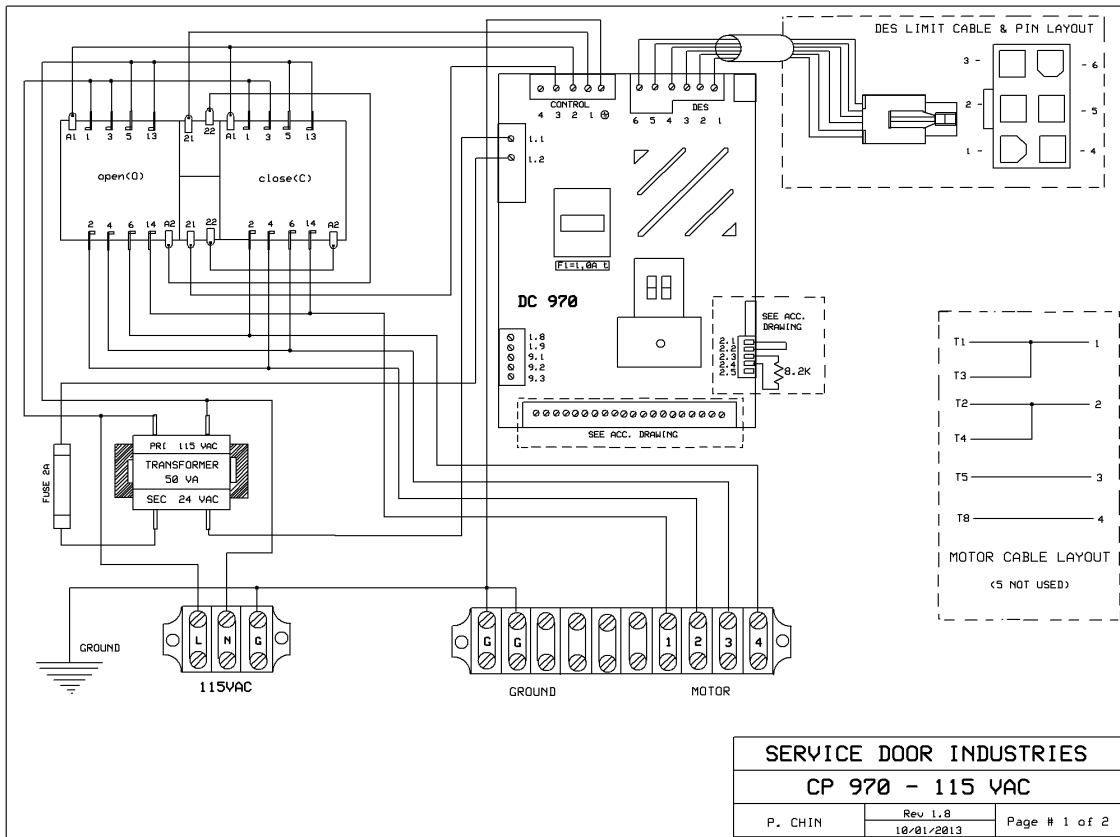 DES LIMIT CABLE & PIN LAYOUT
3 - - 6
2 - - 5
1 - - 4
CONTROL
4 3 2 1
DES
6 5 4 3 2 1
A1 1 3 5 13 21 22 A1 1 3 5 13
open(O) close(C)
2 4 6 14 A2 21 22 2 4 6 14 A2
1.1
1.2
F1=1,0A t
DC 970
1.8
1.9
9.1
9.2
9.3
SEE ACC.
DRAWING
2.1
2.2
2.3
2.4
2.5
8.2K
SEE ACC. DRAWING
T1 1
T3
T2 2
T4
T5 3
T8 4
MOTOR CABLE LAYOUT
(5 NOT USED)
FUSE 2A
PRI 115 VAC
TRANSFORMER
50 VA
SEC 24 VAC
GROUND
L N G
115VAC
G G 1 2 3 4
GROUND MOTOR
SERVICE DOOR INDUSTRIES
CP 970 - 115 VAC
P. CHIN
Rev 1.8
10/01/2013
Page # 1 of 2